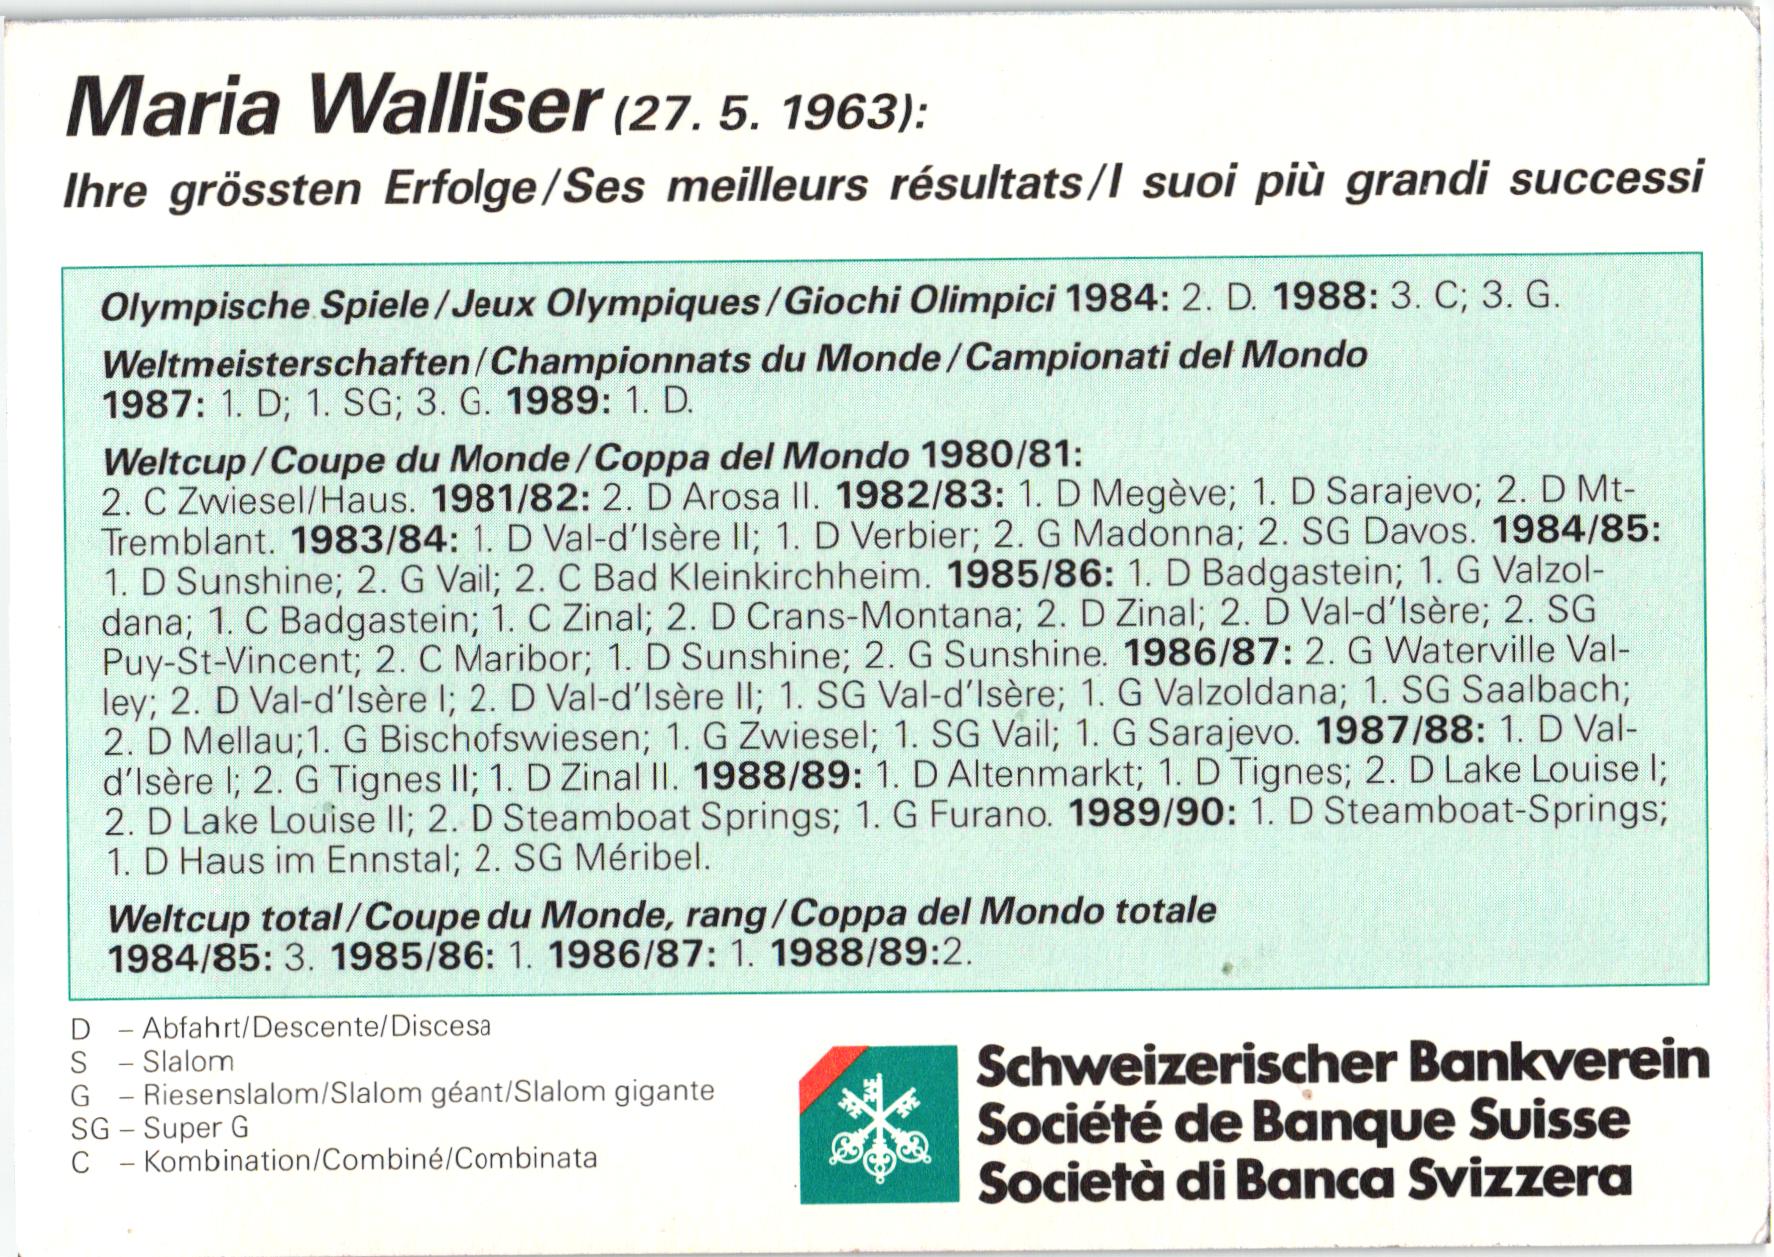 Maria Walliser (27. 5. 1963):
Ihre grössten Erfolge/Ses meilleurs résultats/I suoi più grandi successi
Olympische Spiele/Jeux Olympiques/Giochi Olimpici 1984: 2. D. 1988: 3. C; 3. G.
Weltmeisterschaften/Championnats du Monde/Campionati del Mondo
1987: 1. D; 1. SG; 3. G. 1989: 1. D.
Weltcup/Coupe du Monde/Coppa del Mondo 1980/81:
2. C Zwiesel/Haus. 1981/82: 2. D Arosa II. 1982/83: 1. D Megève; 1. D Sarajevo; 2. D Mt-
Tremblant. 1983/84: 1. D Val-d'Isère II; 1. D Verbier; 2. G Madonna; 2. SG Davos. 1984/85:
1. D Sunshine; 2. G Vail; 2. C Bad Kleinkirchheim. 1985/86: 1. D Badgastein; 1. G Valzol-
dana; 1. C Badgastein; 1. C Zinal; 2. D Crans-Montana; 2. D Zinal; 2. D Val-d'Isère; 2. SG
Puy-St-Vincent; 2. C Maribor; 1. D Sunshine; 2. G Sunshine. 1986/87: 2. G Waterville Val-
ley; 2. D Val-d'Isère I; 2. D Val-d'Isère II; 1. SG Val-d'Isère; 1. G Valzoldana; 1. SG Saalbach;
2. D Mellau;1. G Bischofswiesen; 1. G Zwiesel; 1. SG Vail; 1. G Sarajevo. 1987/88: 1. D Val-
d'Isère I; 2. G Tignes II; 1. D Zinal II. 1988/89: 1. D Altenmarkt; 1. D Tignes; 2. D Lake Louise I;
2. D Lake Louise II; 2. D Steamboat Springs; 1. G Furano. 1989/90: 1. D Steamboat-Springs;
1. D Haus im Ennstal; 2. SG Méribel.
Weltcup total/Coupe du Monde, rang/Coppa del Mondo totale
1984/85: 3. 1985/86: 1. 1986/87: 1. 1988/89:2.
D – Abfahrt/Descente/Discesa
S – Slalom
G – Riesenslalom/Slalom géant/Slalom gigante
SG – Super G
C – Kombination/Combiné/Combinata
Schweizerischer Bankverein
Société de Banque Suisse
Società di Banca Svizzera